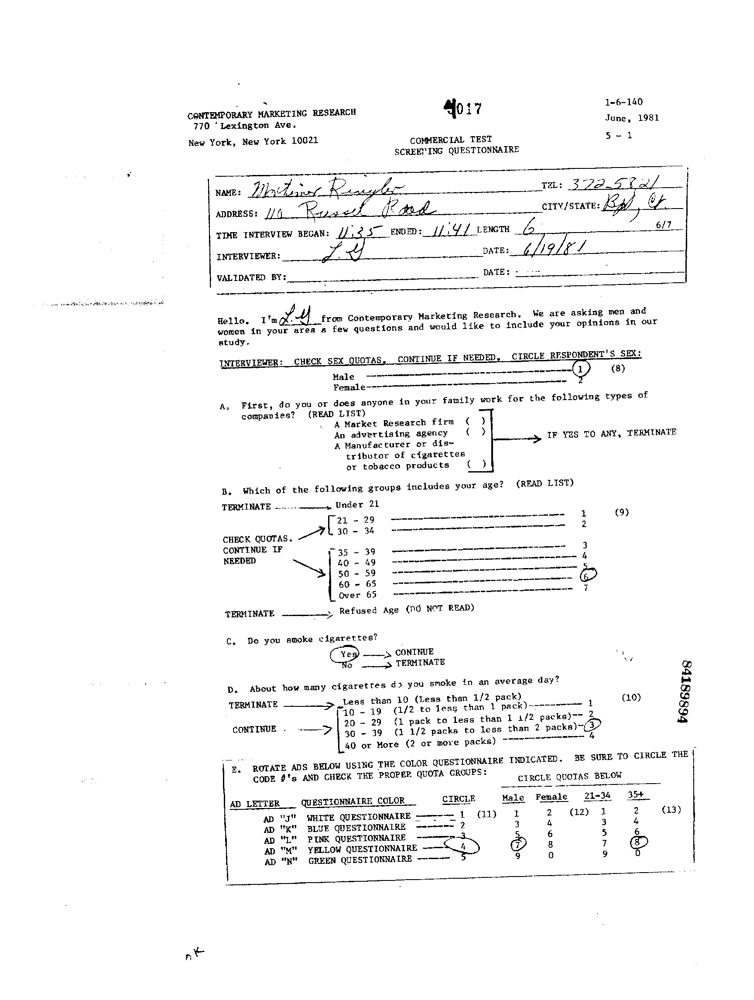 CONTEMPORARY MARKETING RESEARCH
770 Lexington Ave.
New York, New York 10021
4017
1-6-140
June, 1981
5 - 1
COMMERCIAL TEST
SCREENING QUESTIONNAIRE
NAME: Mortimer Ringler TEL: 372-5821
ADDRESS: 110 Russel Road CITY/STATE: Bpt, Ct.
TIME INTERVIEW BEGAN: 11:35 ENDED: 11:41 LENGTH 6 6/7
INTERVIEWER: L.Y DATE: 6/19/81
VALIDATED BY: DATE:
Hello. I'm L.Y from Contemporary Marketing Research. We are asking men and
women in your area a few questions and would like to include your opinions in our
study.
INTERVIEWER: CHECK SEX QUOTAS. CONTINUE IF NEEDED. CIRCLE RESPONDENT'S SEX:
Male 1 (8)
Female 2
A. First, do you or does anyone in your family work for the following types of
companies? (READ LIST)
A Market Research firm ( )
An advertising agency ( )
A Manufacturer or dis-
tributor of cigarettes
or tobacco products ( )
IF YES TO ANY, TERMINATE
B. Which of the following groups includes your age? (READ LIST)
TERMINATE Under 21
21 - 29 1 (9)
30 - 34 2
CHECK QUOTAS.
CONTINUE IF
NEEDED
35 - 39 3
40 - 49 4
50 - 59 5
60 - 65 6
Over 65 7
TERMINATE Refused Age (DO NOT READ)
C. Do you smoke cigarettes?
Yes CONTINUE
No TERMINATE
D. About how many cigarettes do you smoke in an average day?
TERMINATE Less than 10 (Less than 1/2 pack)
10 - 19 (1/2 to less than 1 pack) 1 (10)
20 - 29 (1 pack to less than 1 1/2 packs) 2
CONTINUE 30 - 39 (1 1/2 packs to less than 2 packs) 3
40 or More (2 or more packs) 4
84189894
E. ROTATE ADS BELOW USING THE COLOR QUESTIONNAIRE INDICATED. BE SURE TO CIRCLE THE
CODE #'s AND CHECK THE PROPER QUOTA GROUPS: CIRCLE QUOTAS BELOW
AD LETTER QUESTIONNAIRE COLOR CIRCLE Male Female 21-34 35+
AD "J" WHITE QUESTIONNAIRE 1 (11) 1 2 (12) 1 2 (13)
AD "K" BLUE QUESTIONNAIRE 2 3 4 3 4
AD "L" PINK QUESTIONNAIRE 3 5 6 5 6
AD "M" YELLOW QUESTIONNAIRE 4 7 8 7 8
AD "N" GREEN QUESTIONNAIRE 5 9 0 9 0
nk